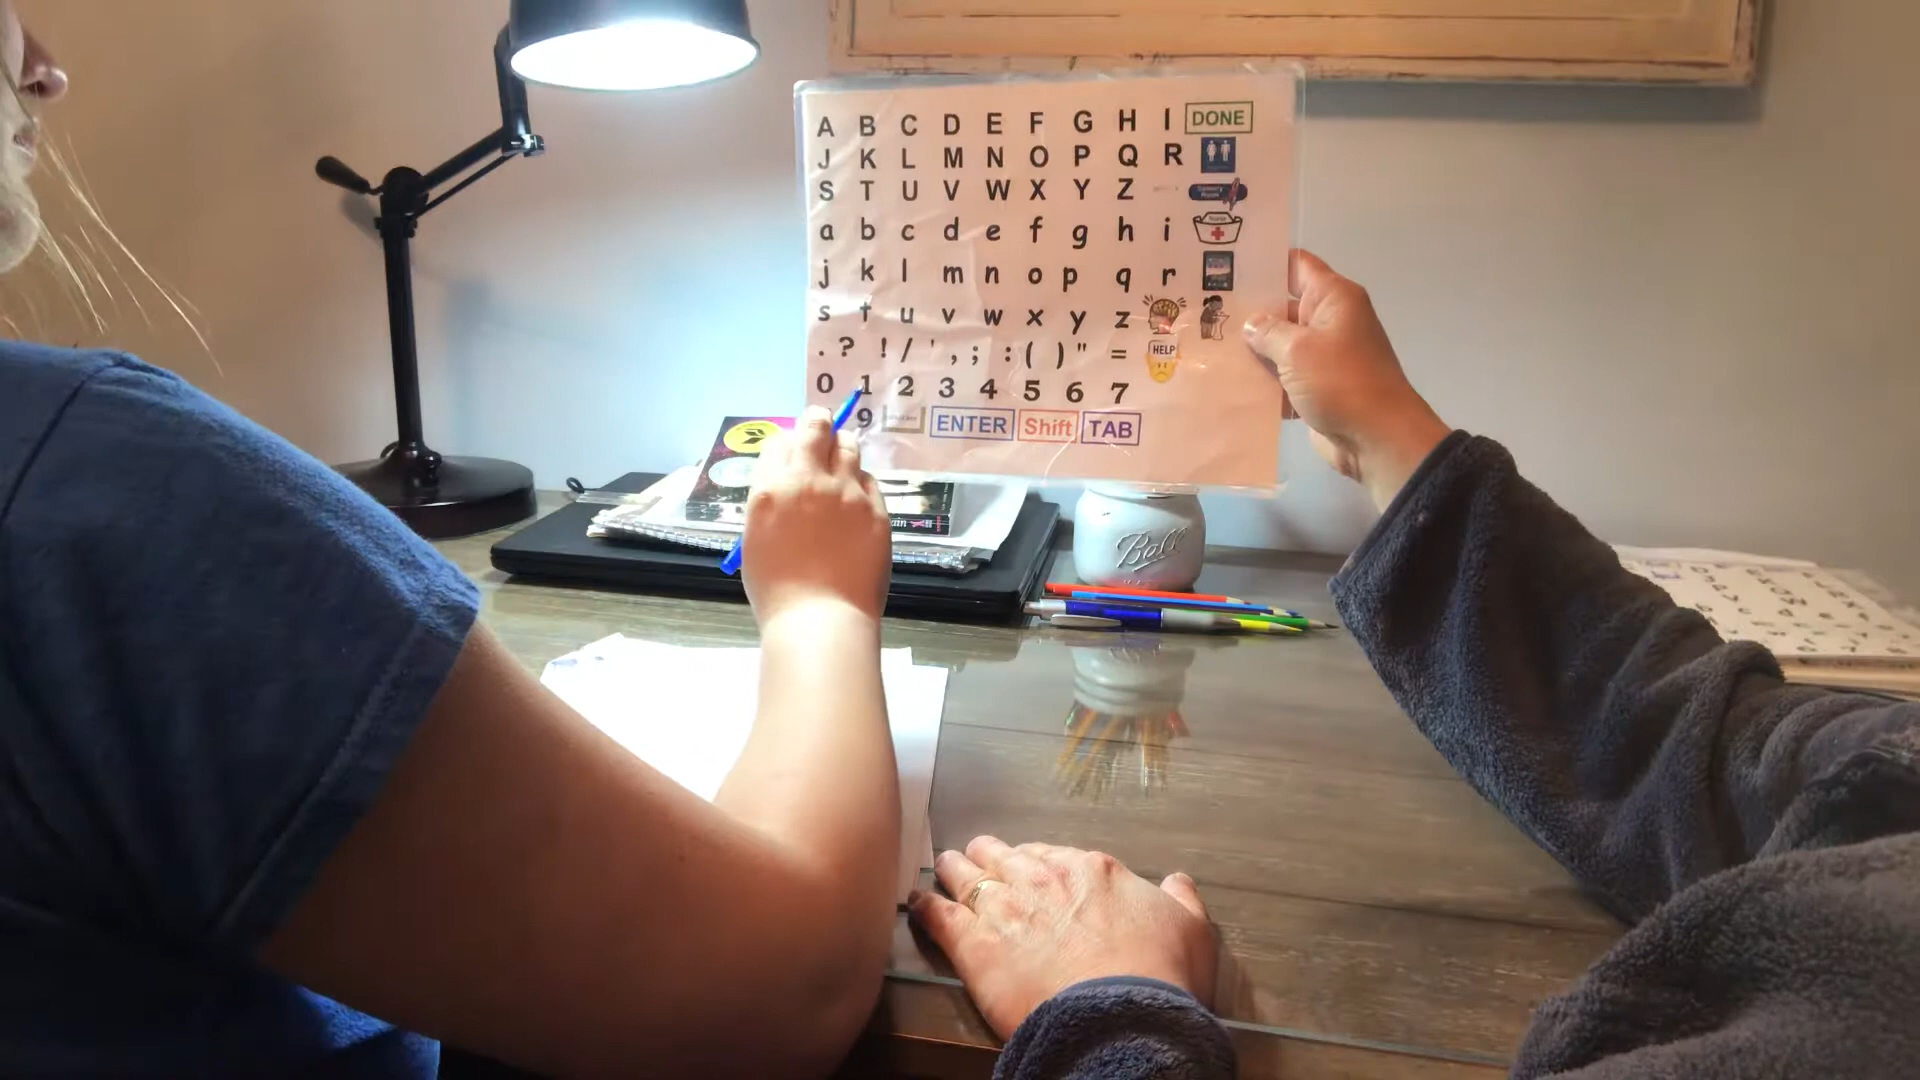 A B C D E F G H I DONE
J K L M N O P Q R
S T U V W X Y Z
a b c d e f g h i
j k l m n o p q r
s t u v w x y z
. ? ! / ' , ; : ( ) " = HELP
0 1 2 3 4 5 6 7
9 ENTER Shift TAB
Ball